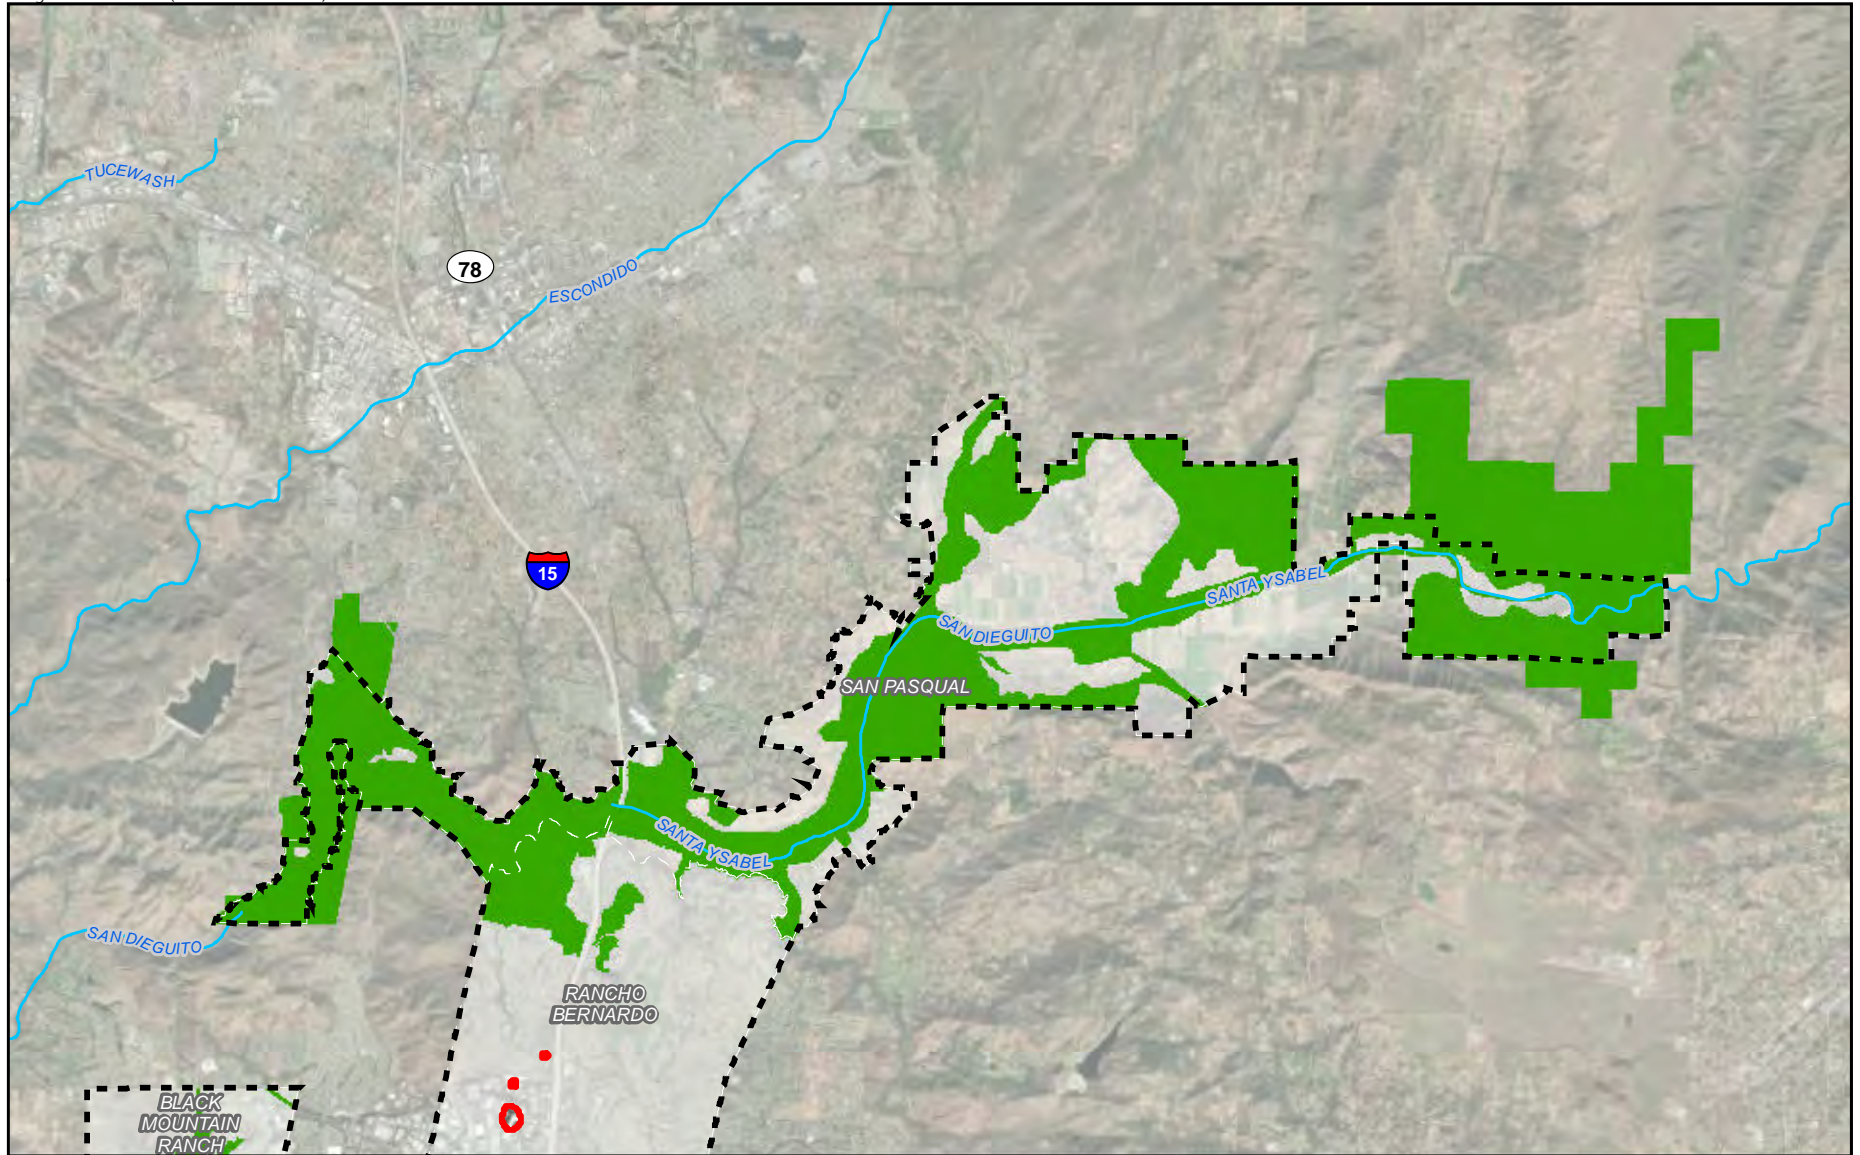 TUCEWASH
78
ESCONDIDO
15
SANTA YSABEL
SAN DIEGUITO
SAN PASQUAL
SANTA YSABEL
SAN DIEGUITO
RANCHO
BERNARDO
BLACK
MOUNTAIN
RANCH